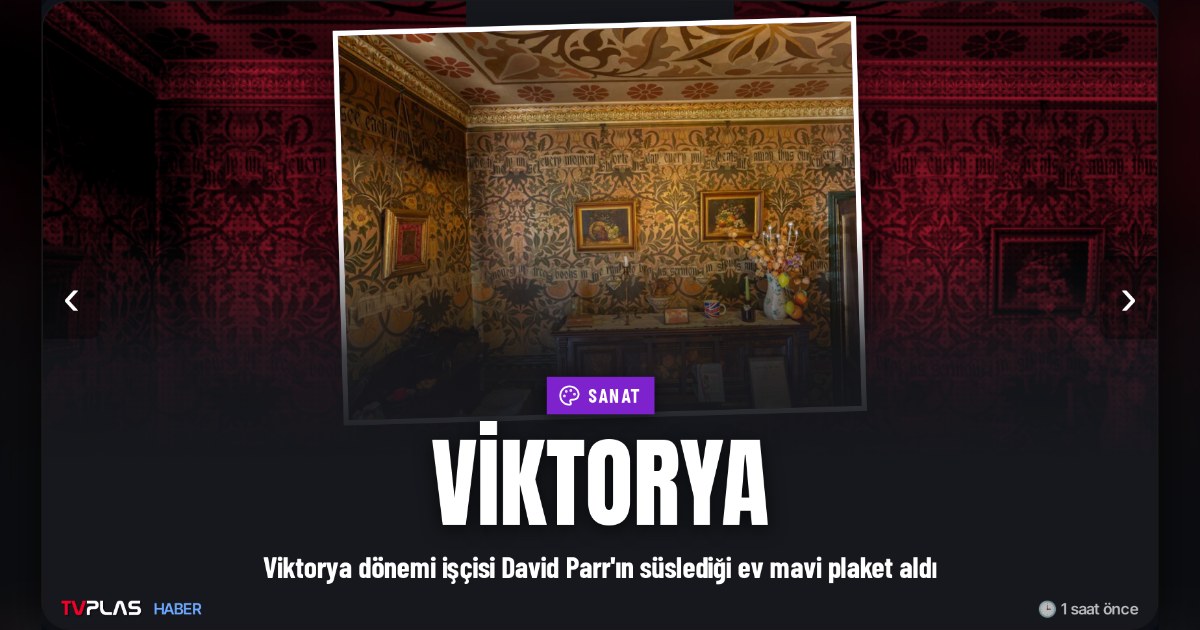 SANAT
VİKTORYA
Viktorya dönemi işçisi David Parr'ın süslediği ev mavi plaket aldı
TVPLAS HABER
1 saat önce